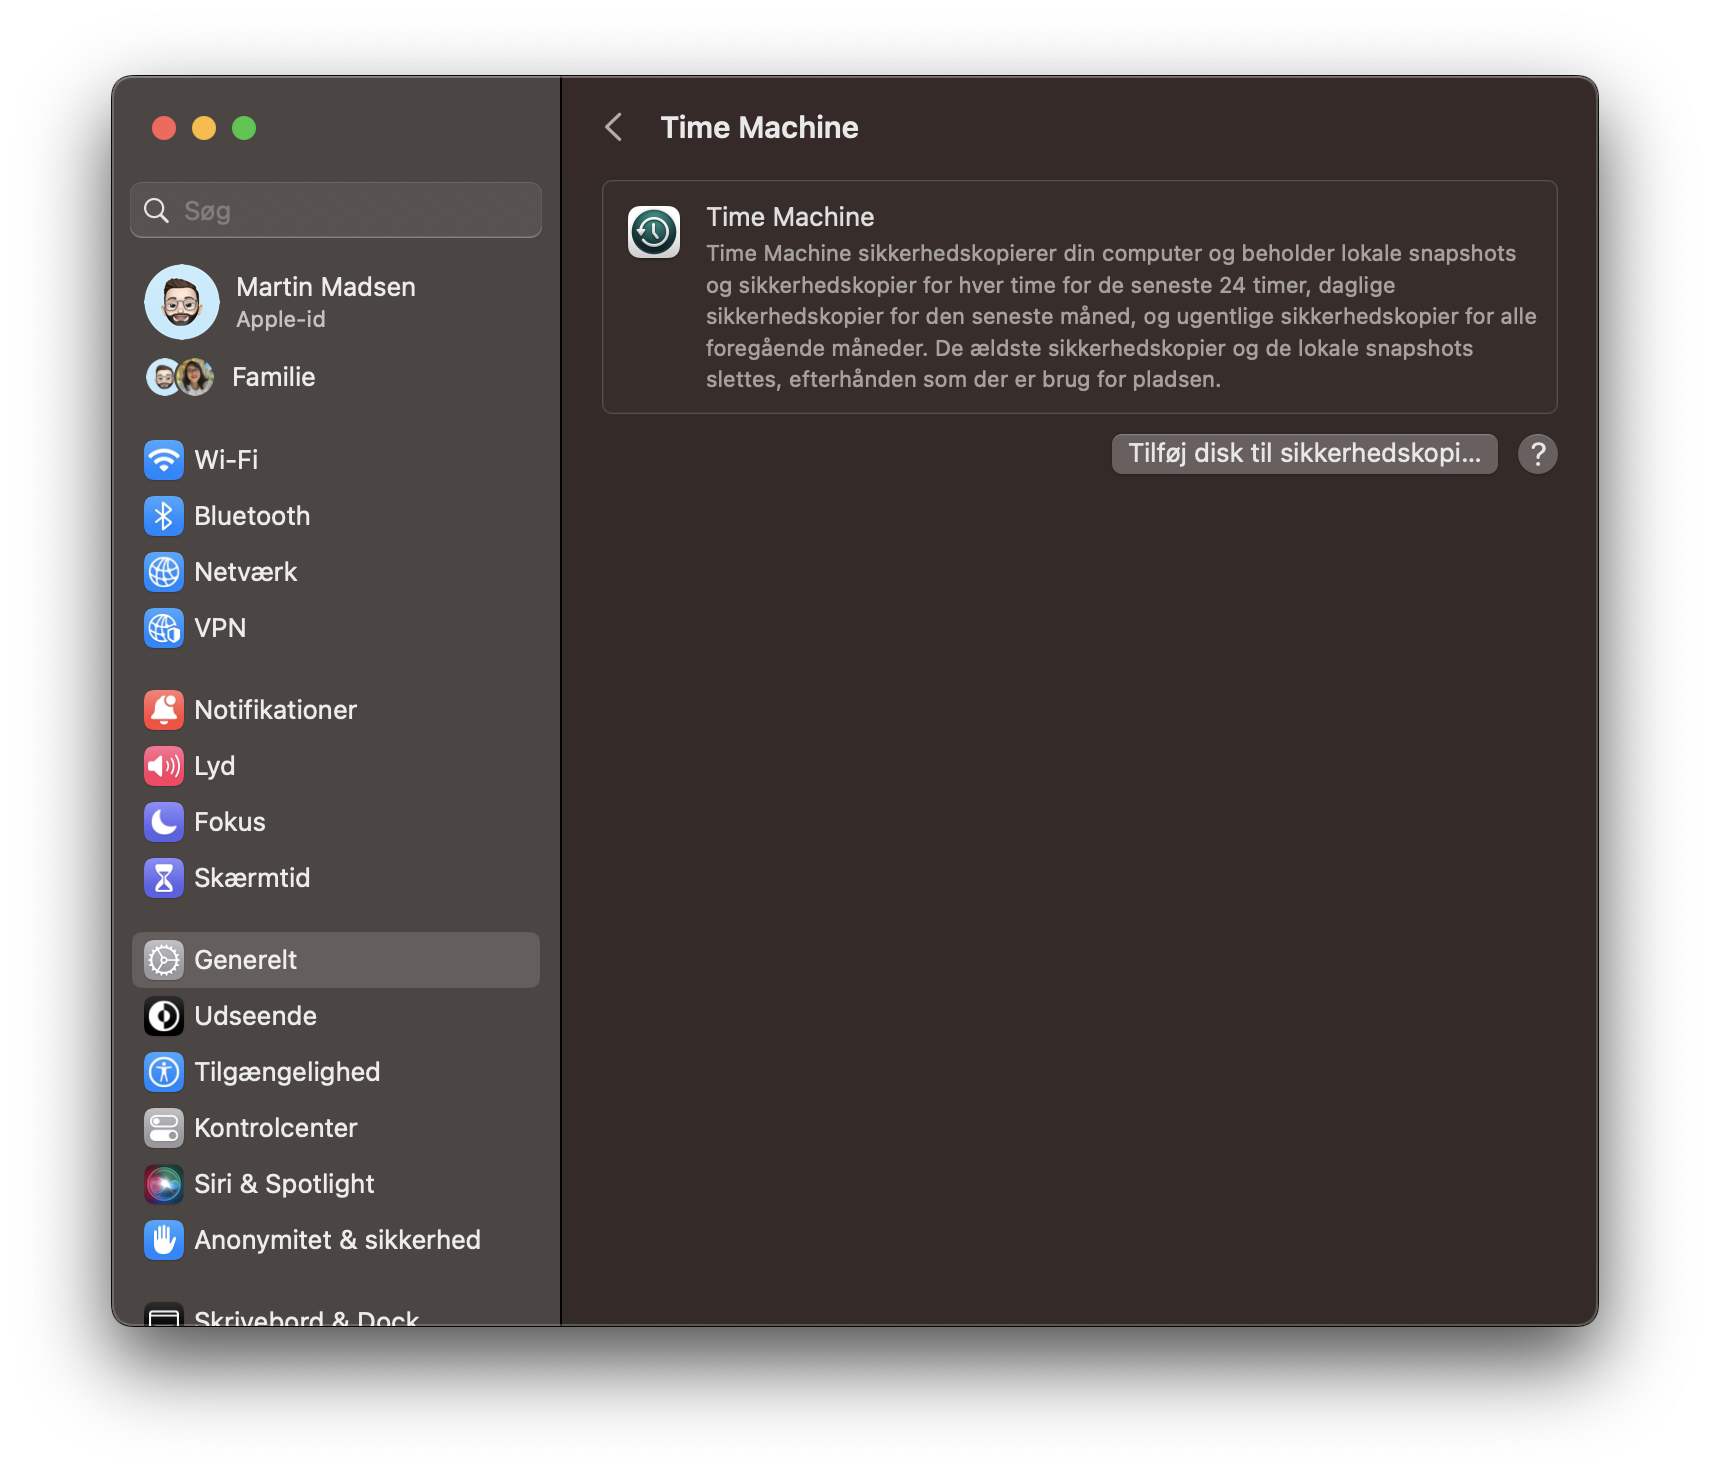 Time Machine
Søg
Martin Madsen
Apple-id
Familie
Wi-Fi
Bluetooth
Netværk
VPN
Notifikationer
Lyd
Fokus
Skærmtid
Generelt
Udseende
Tilgængelighed
Kontrolcenter
Siri & Spotlight
Anonymitet & sikkerhed
Skrivebord & Dock
Time Machine
Time Machine sikkerhedskopierer din computer og beholder lokale snapshots
og sikkerhedskopier for hver time for de seneste 24 timer, daglige
sikkerhedskopier for den seneste måned, og ugentlige sikkerhedskopier for alle
foregående måneder. De ældste sikkerhedskopier og de lokale snapshots
slettes, efterhånden som der er brug for pladsen.
Tilføj disk til sikkerhedskopi...
?